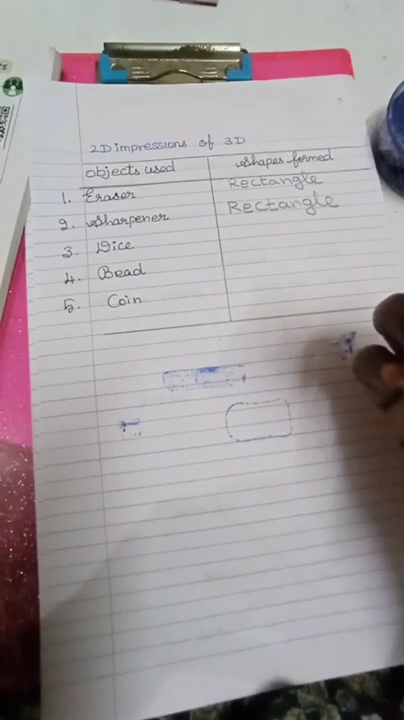 2D impressions of 3D
objects used shapes formed
1. Eraser Rectangle
2. Sharpener Rectangle
3. Dice
4. Bead
5. Coin